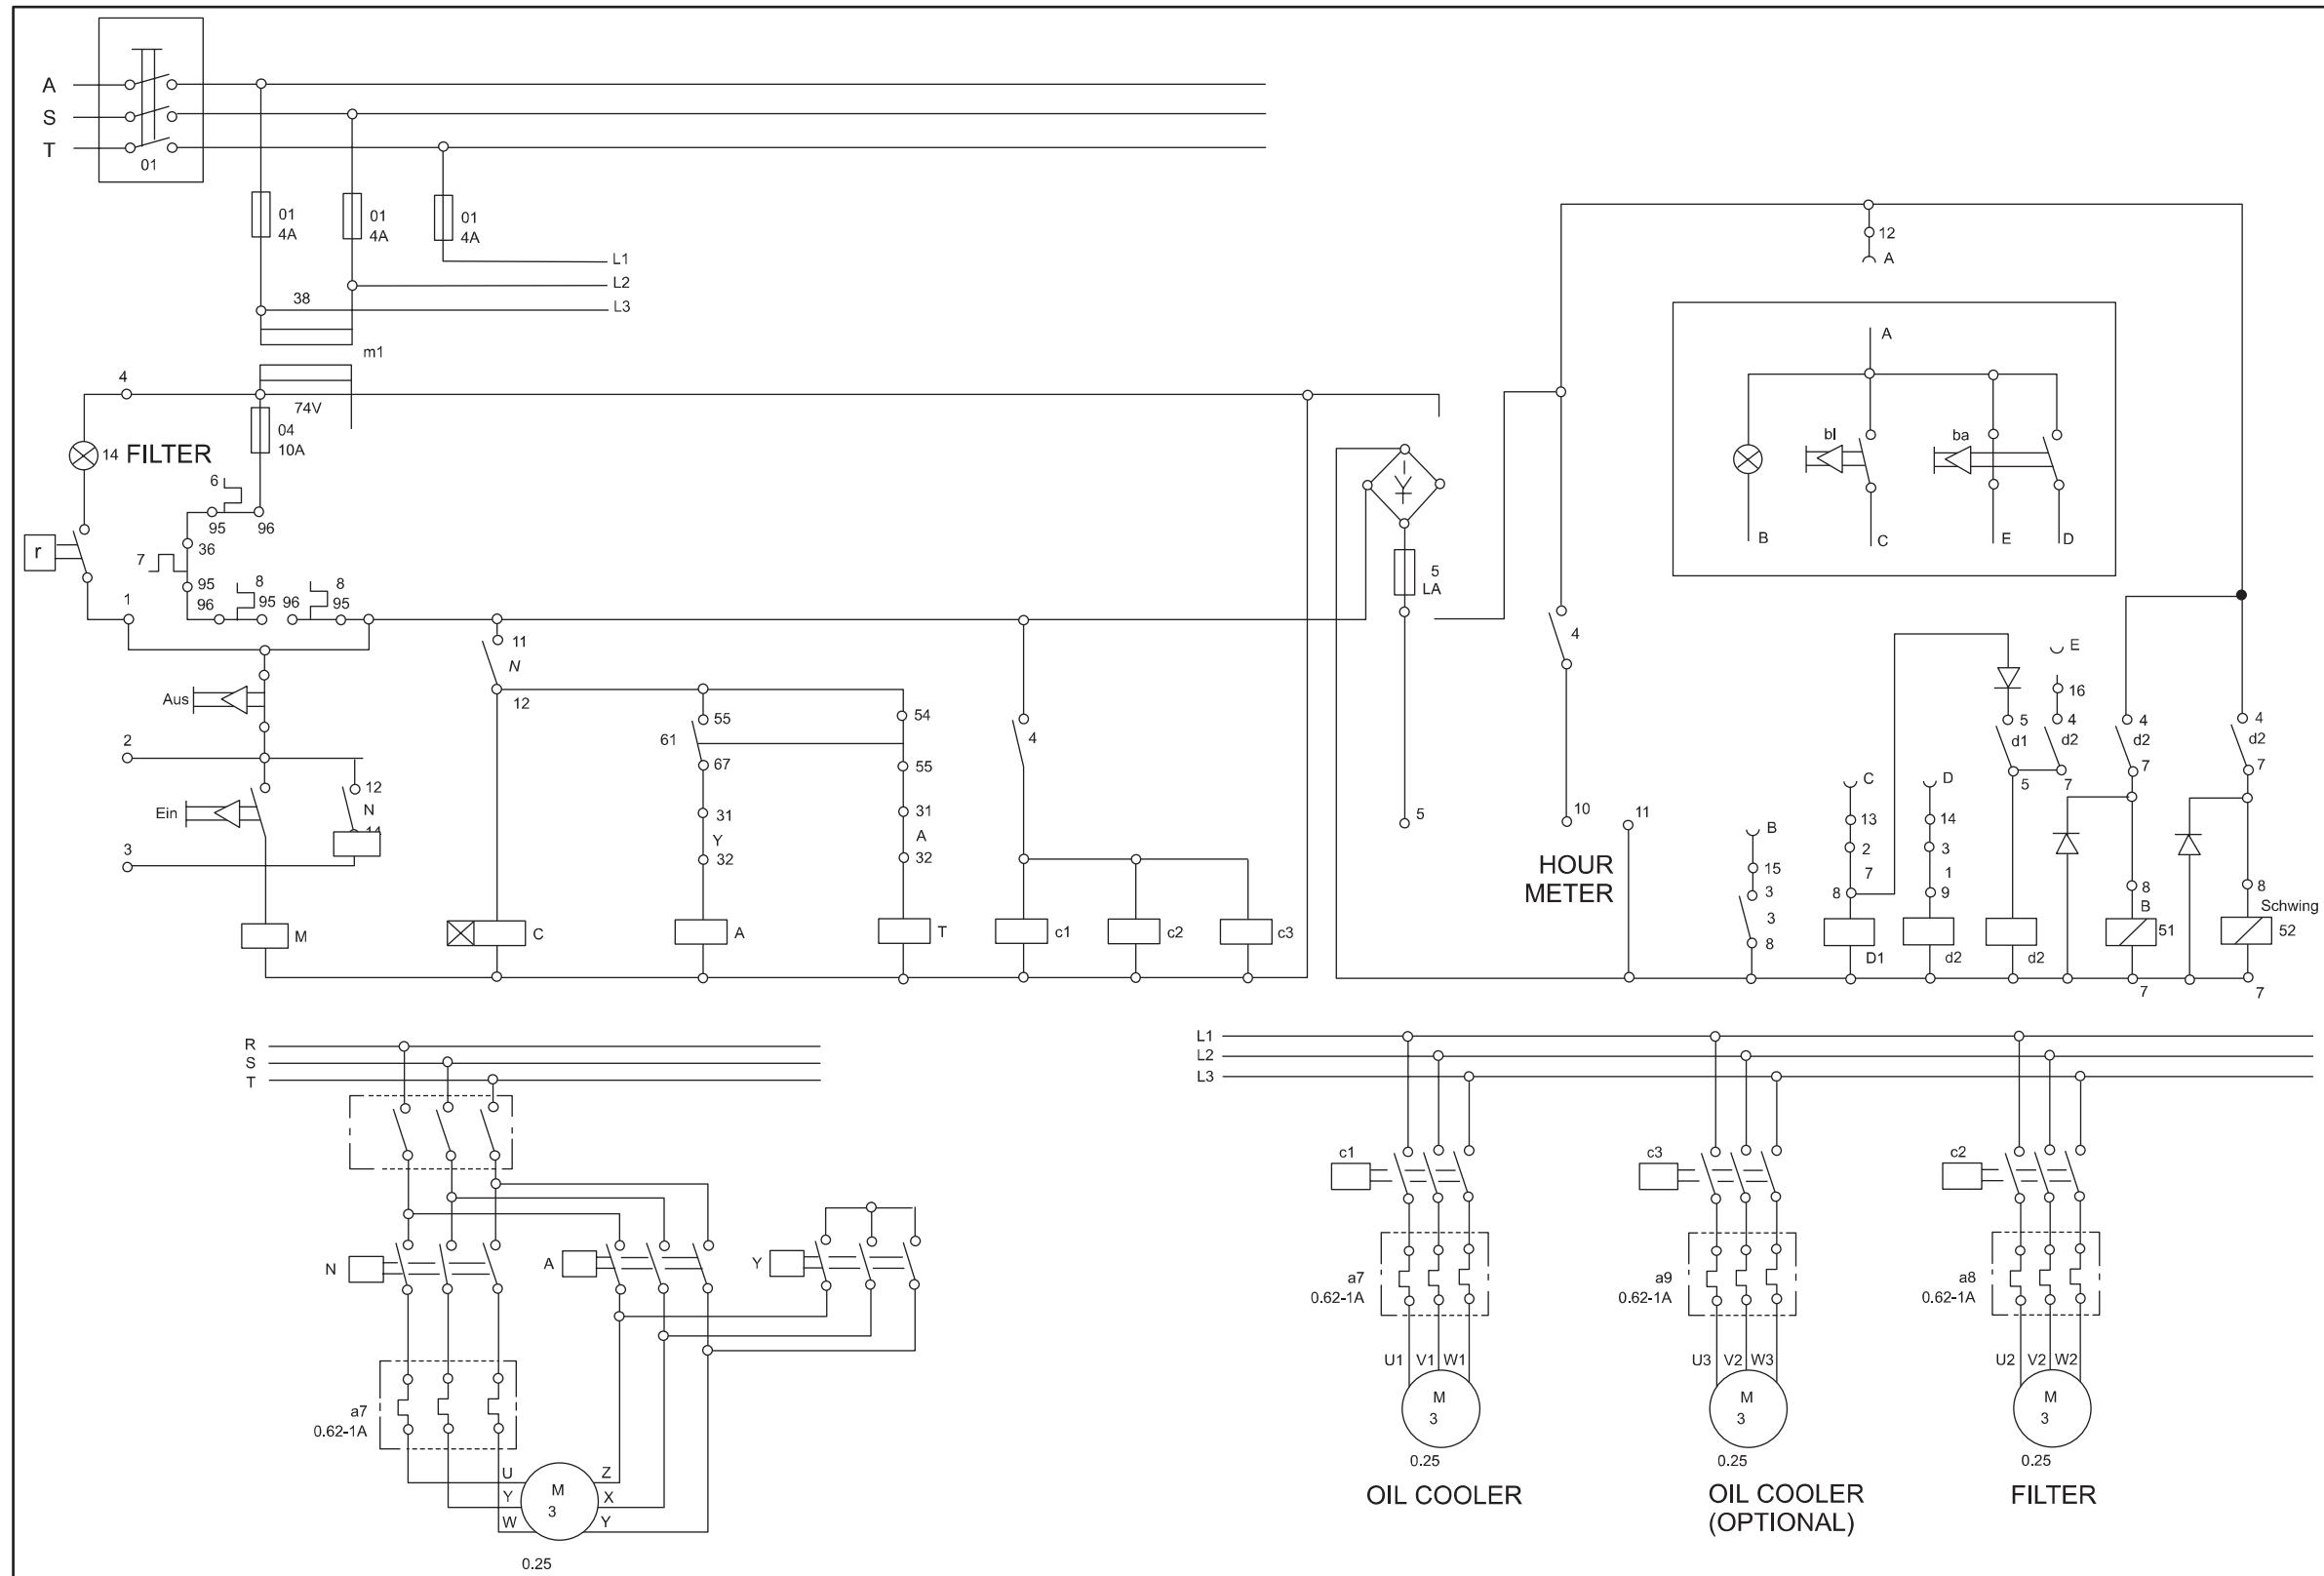 A
S
T
01
01
4A
01
4A
01
4A
L1
L2
L3
38
m1
4
74V
04
10A
14 FILTER
6
95
96
r
36
7
95
96
8
95
96
8
95
1
Aus
2
12
N
14
Ein
3
M
11
N
12
55
61
67
54
55
31
Y
32
31
A
32
C
A
T
4
c1
c2
c3
5
LA
5
4
10
11
HOUR
METER
12
A
A
bl
ba
B
C
E
D
B
15
3
3
8
C
13
2
7
8
D1
D
14
3
1
9
d2
E
16
5
d1
5
4
d2
7
d2
4
d2
7
8
B
51
7
4
d2
7
8
Schwing
52
7
R
S
T
N
A
Y
a7
0.62-1A
U
Y
W
M
3
Z
X
Y
0.25
L1
L2
L3
c1
a7
0.62-1A
U1 V1 W1
M
3
0.25
OIL COOLER
c3
a9
0.62-1A
U3 V2 W3
M
3
0.25
OIL COOLER
(OPTIONAL)
c2
a8
0.62-1A
U2 V2 W2
M
3
0.25
FILTER